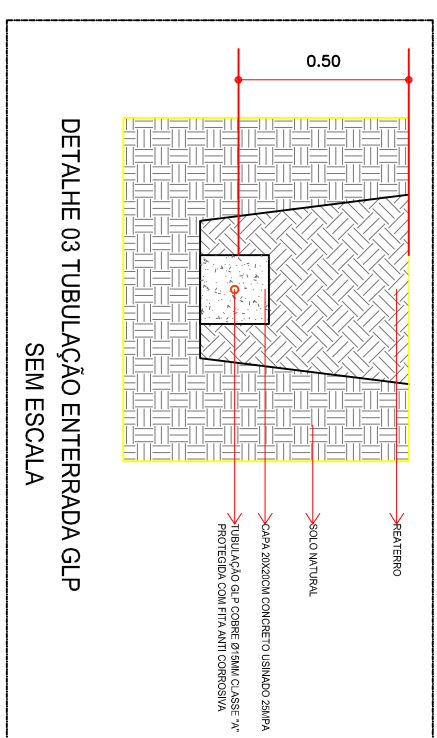 0.50
REATERRO
SOLO NATURAL
CAPA 20X20CM CONCRETO USINADO 25MPA
TUBULAÇÃO GLP COBRE Ø15MM CLASSE "A"
PROTEGIDA COM FITA ANTI CORROSIVA
DETALHE 03 TUBULAÇÃO ENTERRADA GLP
SEM ESCALA